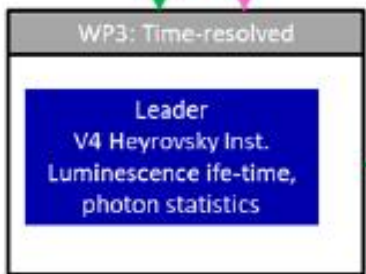 WP3: Time-resolved
Leader
V4 Heyrovsky Inst.
Luminescence ife-time,
photon statistics